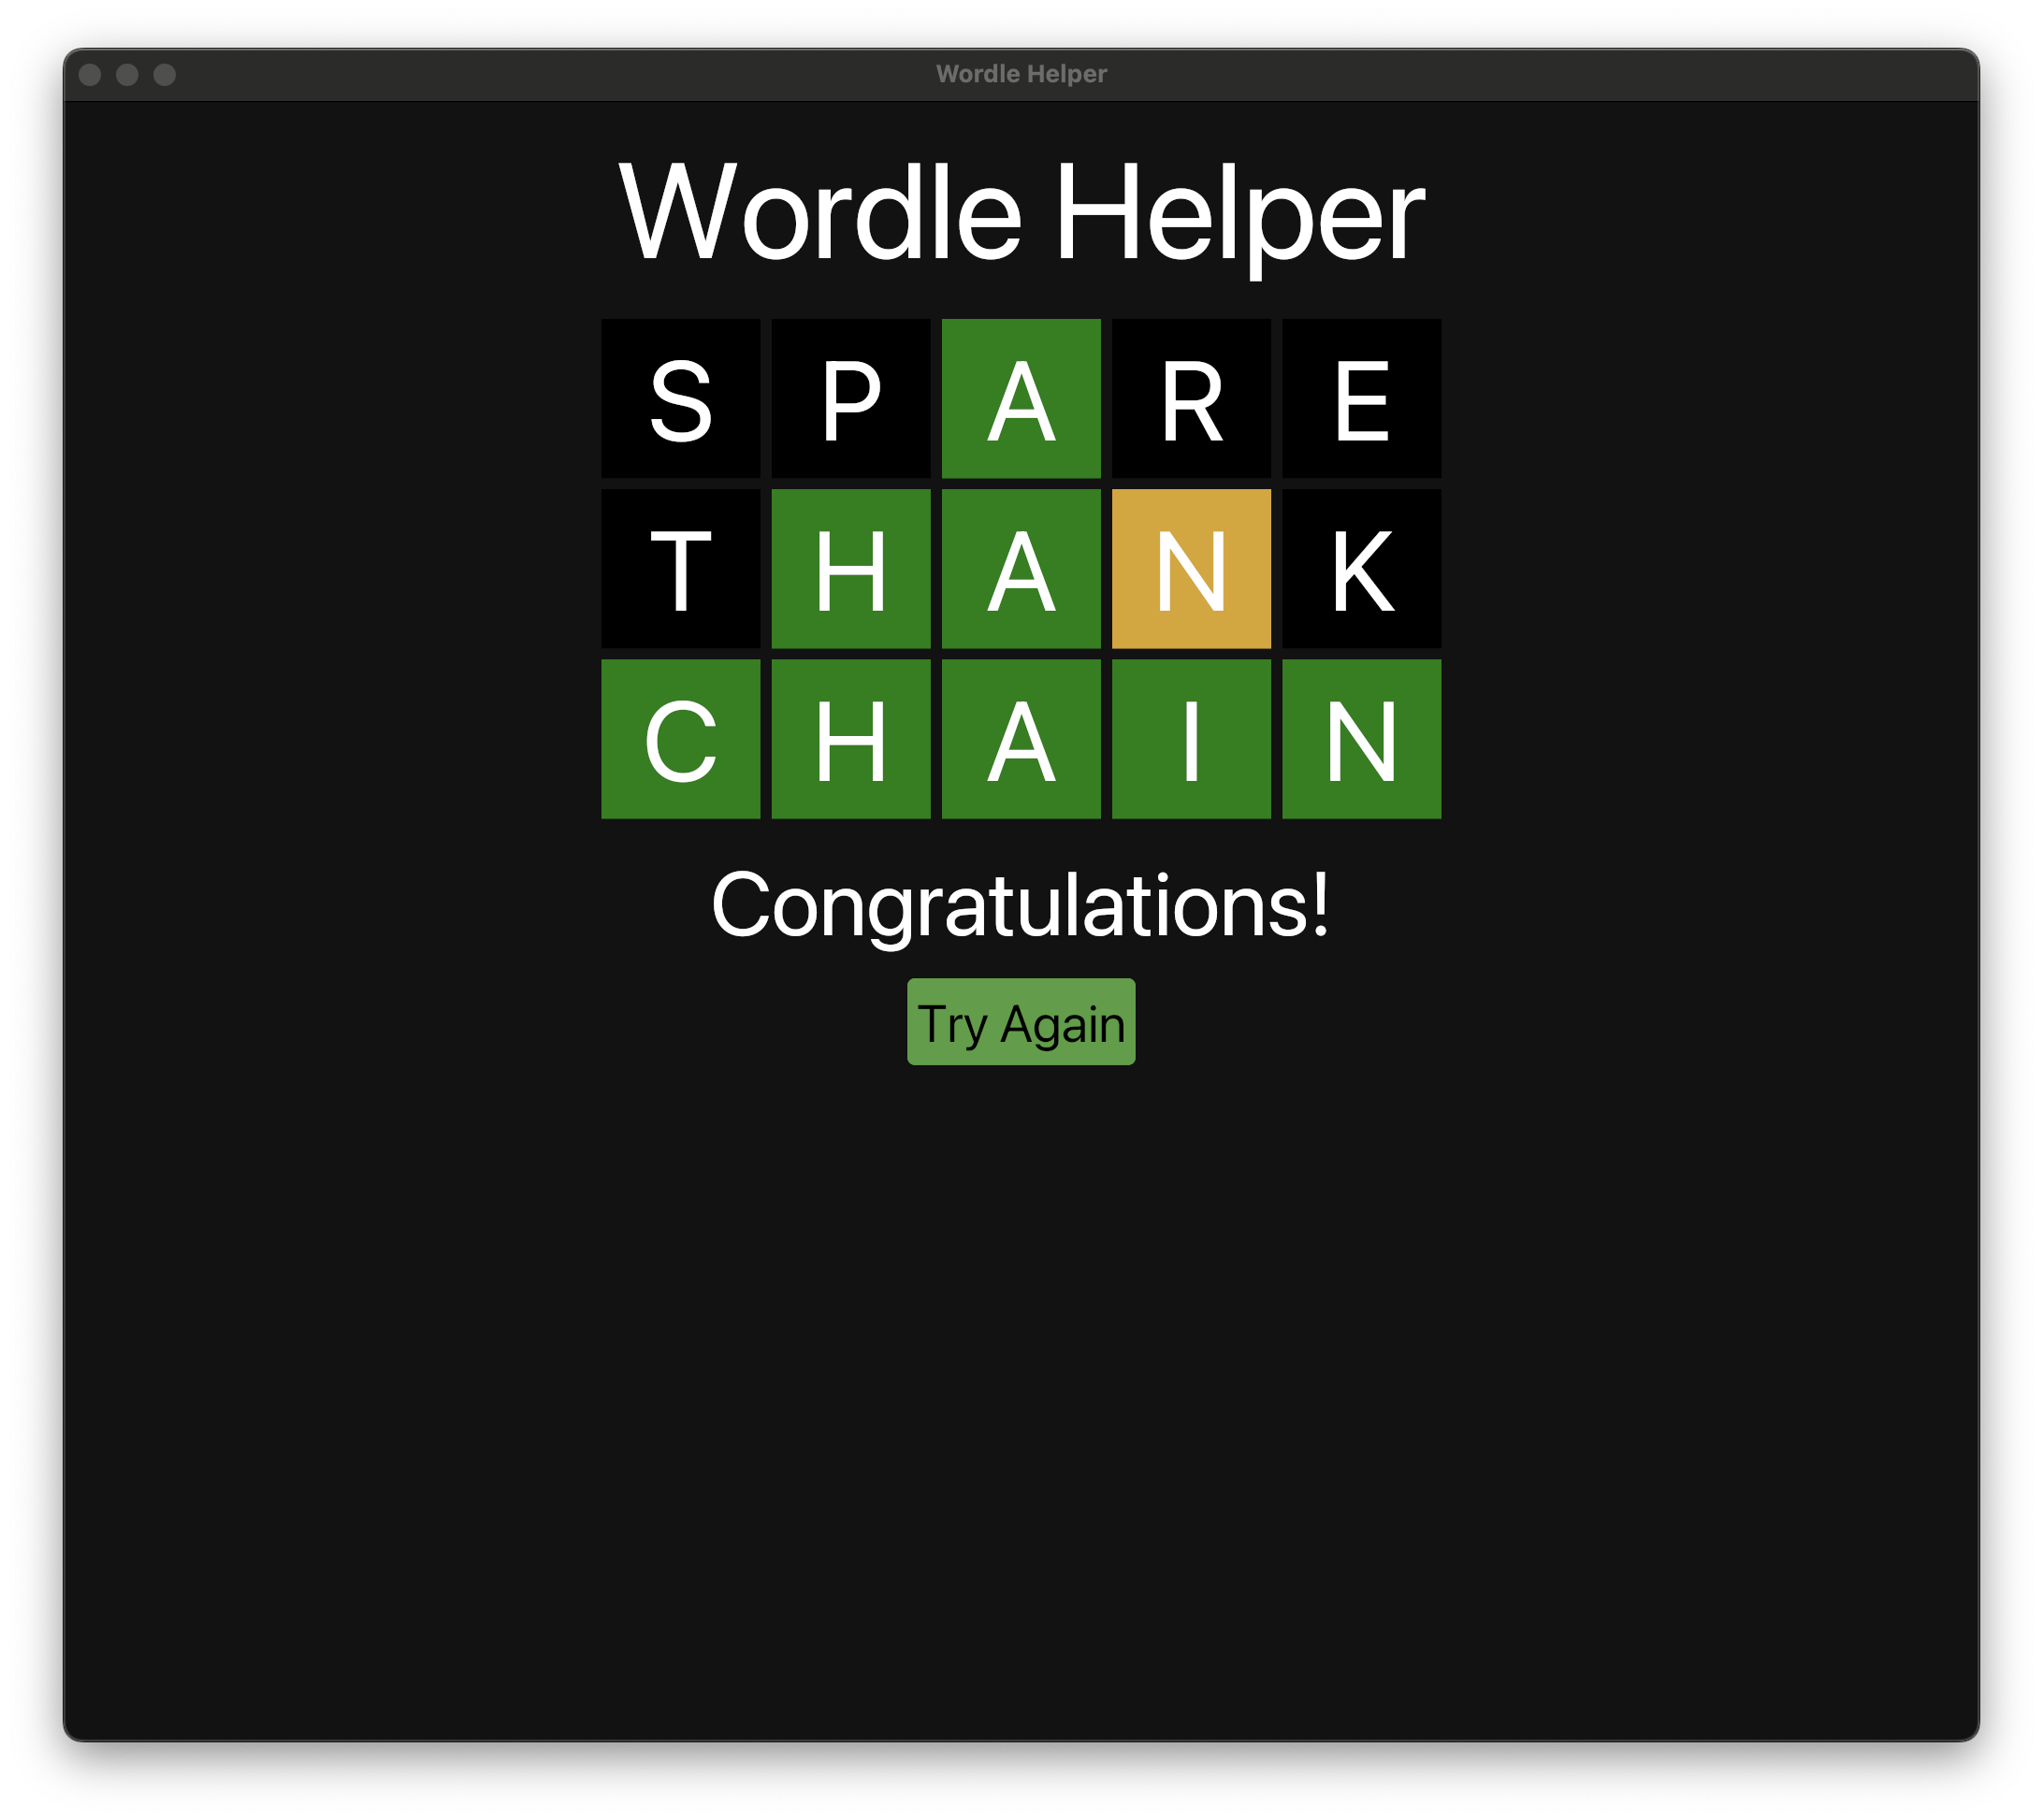 Wordle Helper
Wordle Helper
S P A R E
T H A N K
C H A I N
Congratulations!
Try Again